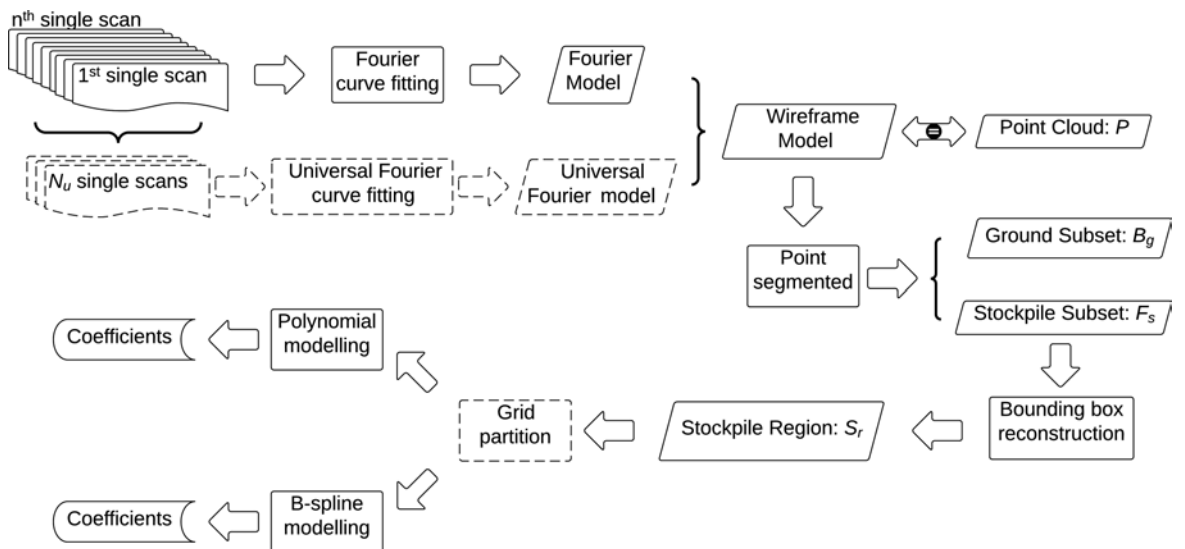 nth single scan
1st single scan
Fourier
curve fitting
Fourier
Model
Nu single scans
Universal Fourier
curve fitting
Universal
Fourier model
Wireframe
Model
Point Cloud: P
Point
segmented
Ground Subset: Bg
Stockpile Subset: Fs
Bounding box
reconstruction
Stockpile Region: Sr
Grid
partition
Polynomial
modelling
Coefficients
B-spline
modelling
Coefficients